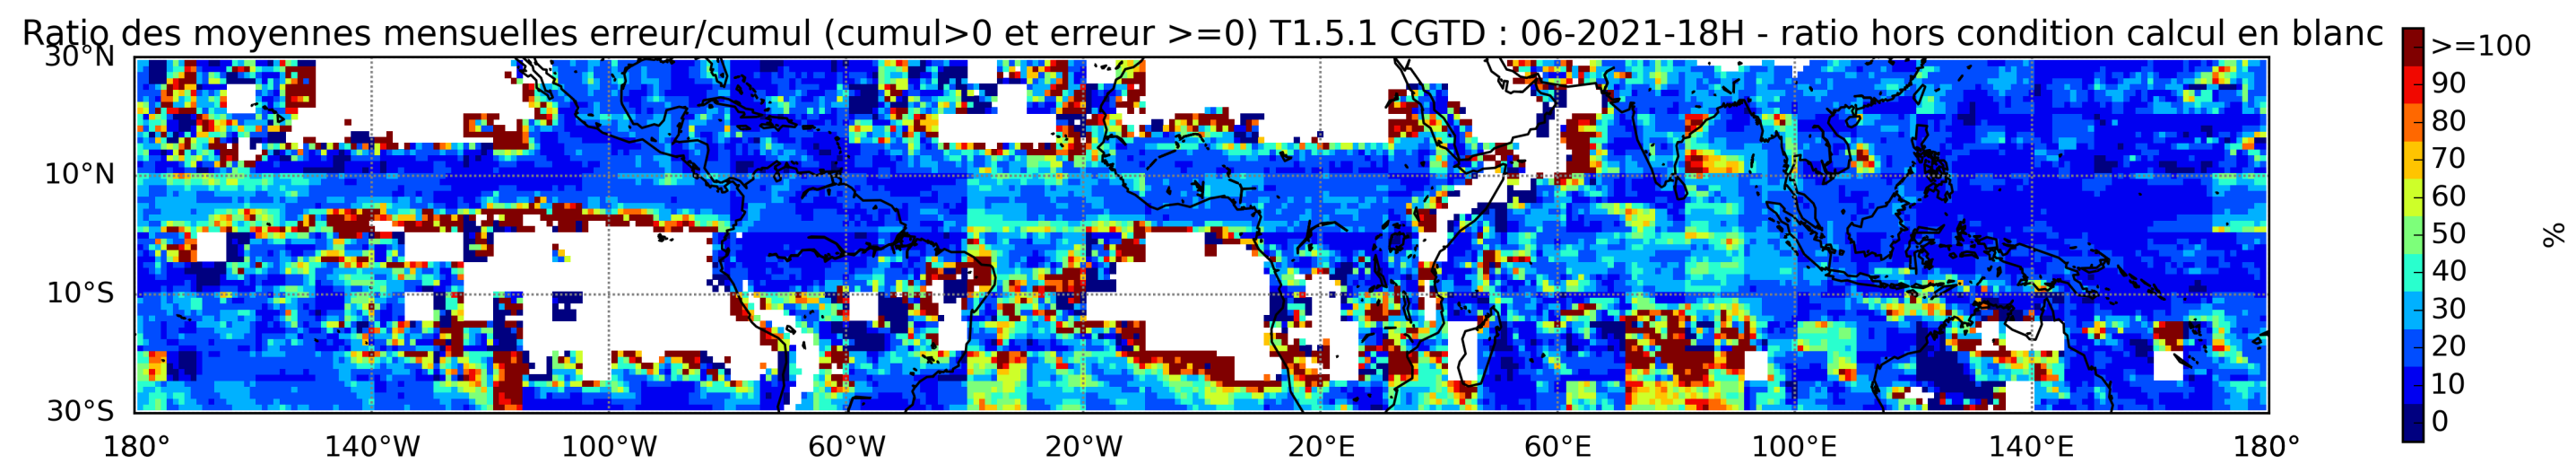 Ratio des moyennes mensuelles erreur/cumul (cumul>0 et erreur >=0) T1.5.1 CGTD : 06-2021-18H - ratio hors condition calcul en blanc
30°N
10°N
10°S
30°S
180° 140°W 100°W 60°W 20°W 20°E 60°E 100°E 140°E 180°
>=100
90
80
70
60
50
40
30
20
10
0
%